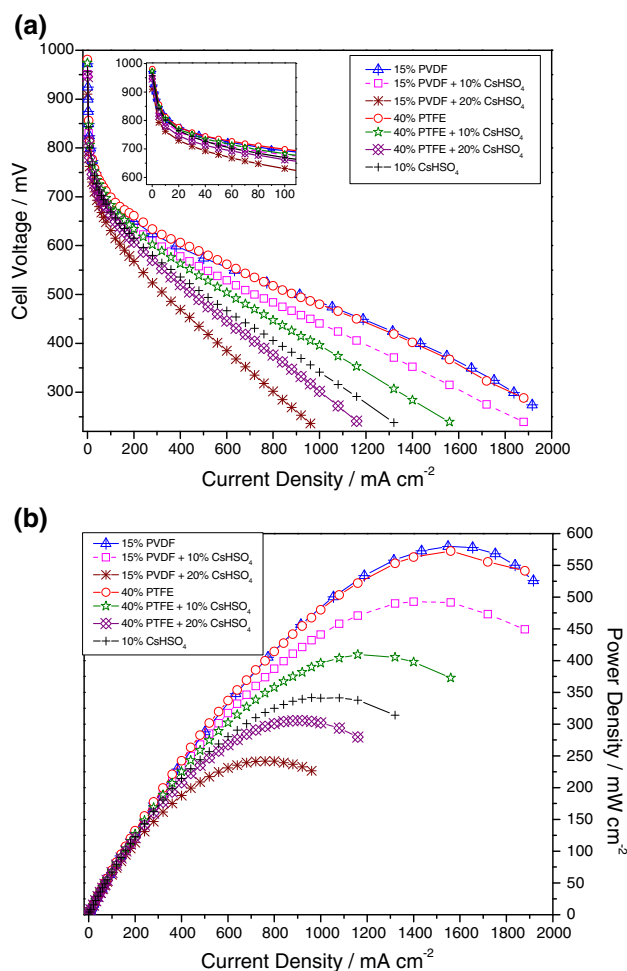 (a)
1000
900
800
700
600
500
400
300
Cell Voltage / mV
1000
900
800
700
600
0 20 40 60 80 100
15% PVDF
15% PVDF + 10% CsHSO₄
15% PVDF + 20% CsHSO₄
40% PTFE
40% PTFE + 10% CsHSO₄
40% PTFE + 20% CsHSO₄
10% CsHSO₄
0 200 400 600 800 1000 1200 1400 1600 1800 2000
Current Density / mA cm⁻²
(b)
15% PVDF
15% PVDF + 10% CsHSO₄
15% PVDF + 20% CsHSO₄
40% PTFE
40% PTFE + 10% CsHSO₄
40% PTFE + 20% CsHSO₄
10% CsHSO₄
600
550
500
450
400
350
300
250
200
150
100
50
0
Power Density / mW cm⁻²
0 200 400 600 800 1000 1200 1400 1600 1800 2000
Current Density / mA cm⁻²